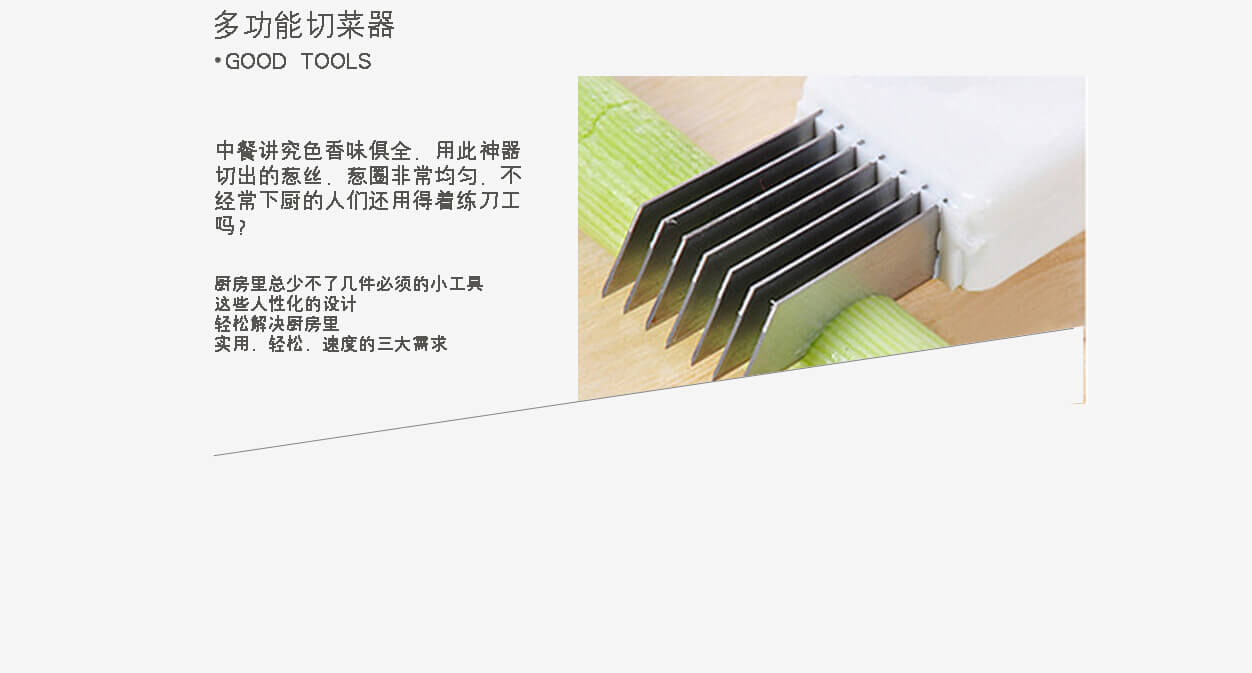 多功能切菜器
•GOOD TOOLS
中餐讲究色香味俱全．用此神器
切出的葱丝．葱圈非常均匀．不
经常下厨的人们还用得着练刀工
吗？
厨房里总少不了几件必须的小工具
这些人性化的设计
轻松解决厨房里
实用．轻松．速度的三大需求